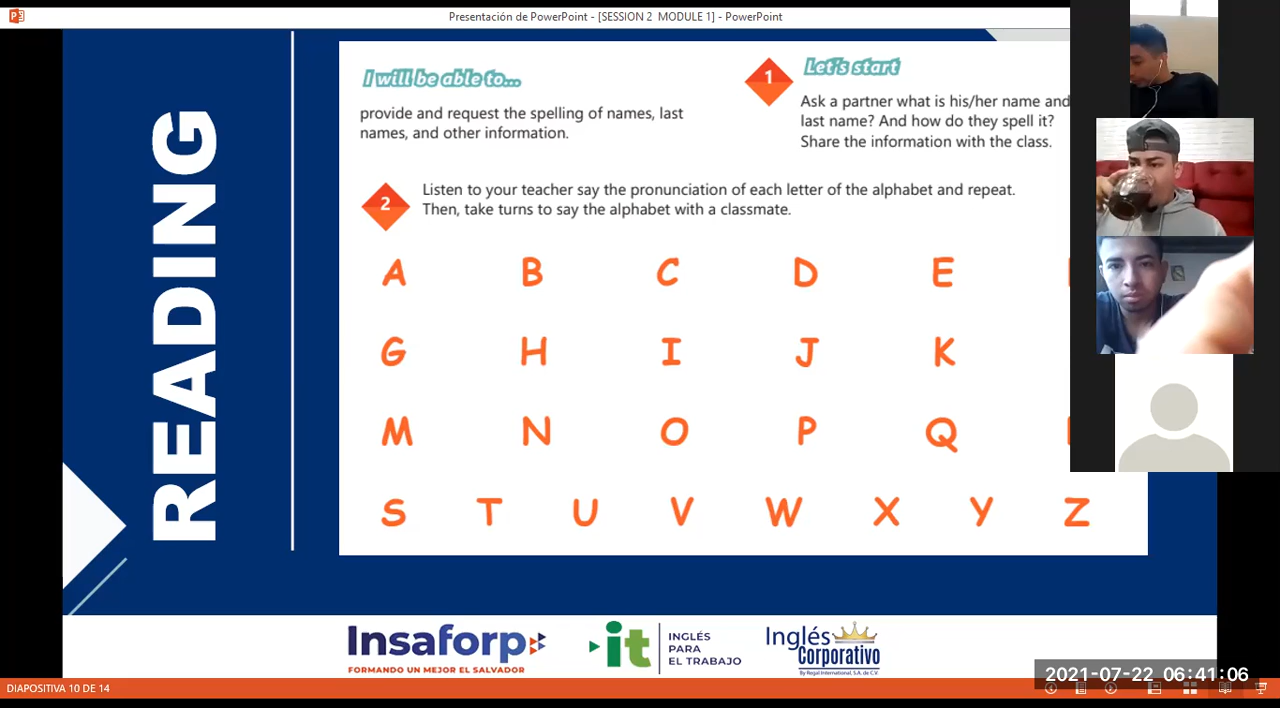 Presentación de PowerPoint - [SESSION 2 MODULE 1] - PowerPoint
READING
I will be able to...
provide and request the spelling of names, last
names, and other information.
1
Let's start
Ask a partner what is his/her name and
last name? And how do they spell it?
Share the information with the class.
2
Listen to your teacher say the pronunciation of each letter of the alphabet and repeat.
Then, take turns to say the alphabet with a classmate.
A B C D E
G H I J K
M N O P Q
S T U V W X Y Z
Insaforp
FORMANDO UN MEJOR EL SALVADOR
it
INGLÉS
PARA
EL TRABAJO
Inglés
Corporativo
By Regal International, S.A. de C.V.
2021-07-22 06:41:06
DIAPOSITIVA 10 DE 14